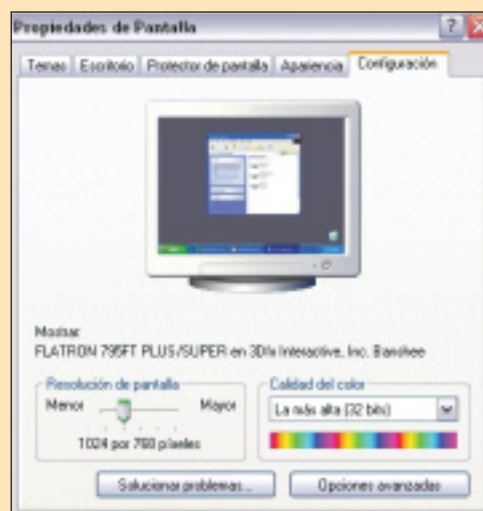 Propiedades de Pantalla
Temas Escritorio Protector de pantalla Apariencia Configuración
Mostrar:
FLATRON 795FT PLUS/SUPER en 3Dfx Interactive, Inc. Banshee
Resolución de pantalla
Menor Mayor
1024 por 768 píxeles
Calidad del color
La más alta (32 bits)
Solucionar problemas... Opciones avanzadas